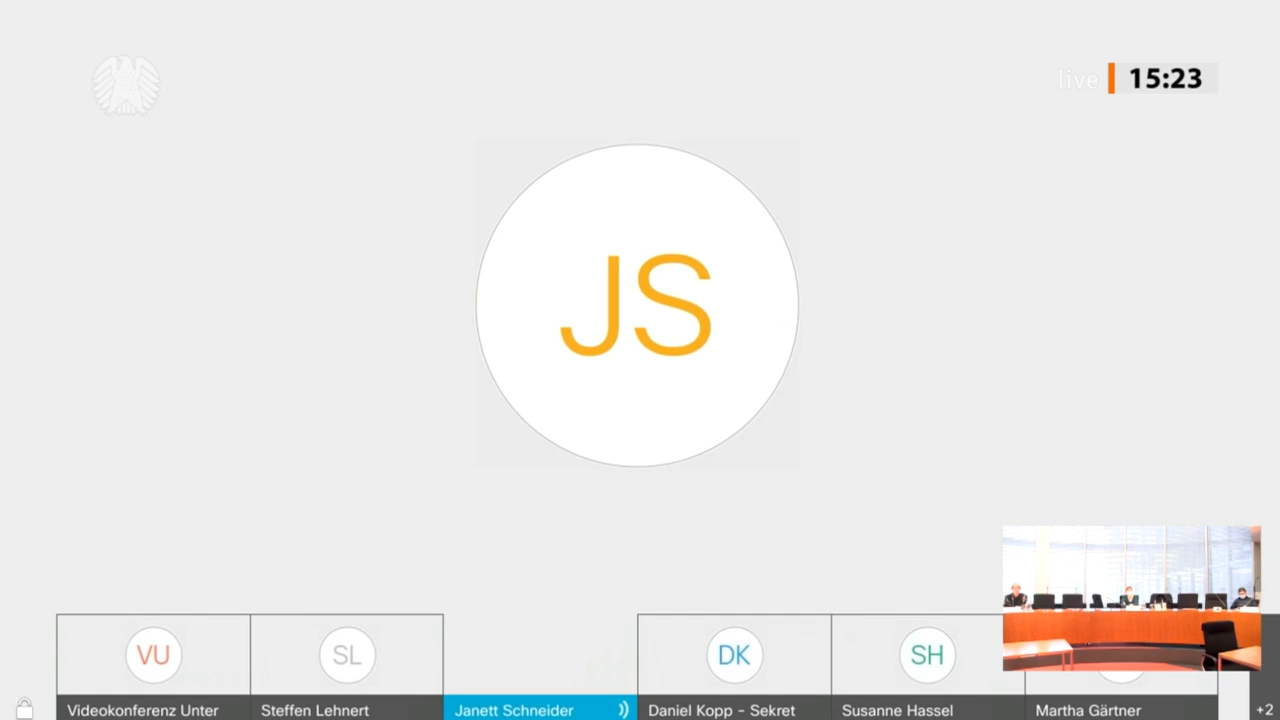 live 15:23
JS
VU
SL
DK
SH
Videokonferenz Unter
Steffen Lehnert
Janett Schneider
Daniel Kopp - Sekret
Susanne Hassel
Martha Gärtner
+2